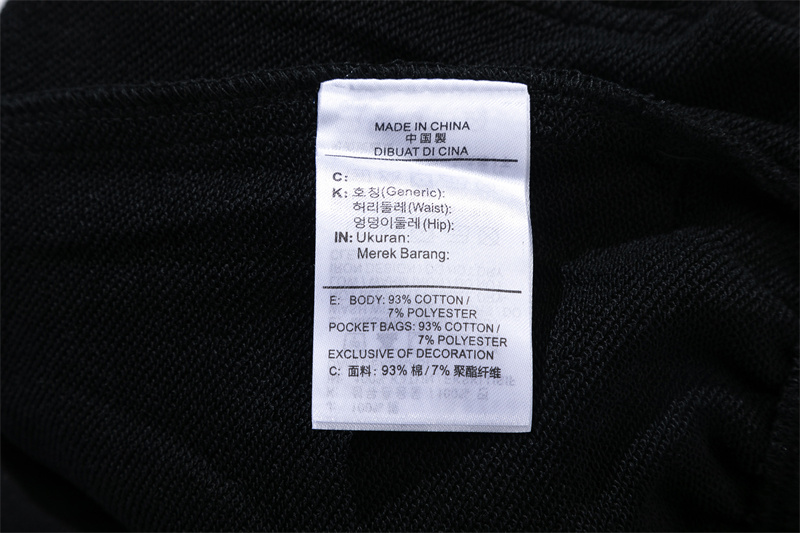 MADE IN CHINA
中国製
DIBUAT DI CINA
C:
K: 호칭(Generic):
허리둘레(Waist):
엉덩이둘레(Hip):
IN: Ukuran:
Merek Barang:
E: BODY: 93% COTTON /
7% POLYESTER
POCKET BAGS: 93% COTTON /
7% POLYESTER
EXCLUSIVE OF DECORATION
C: 面料: 93% 棉 / 7% 聚酯纤维